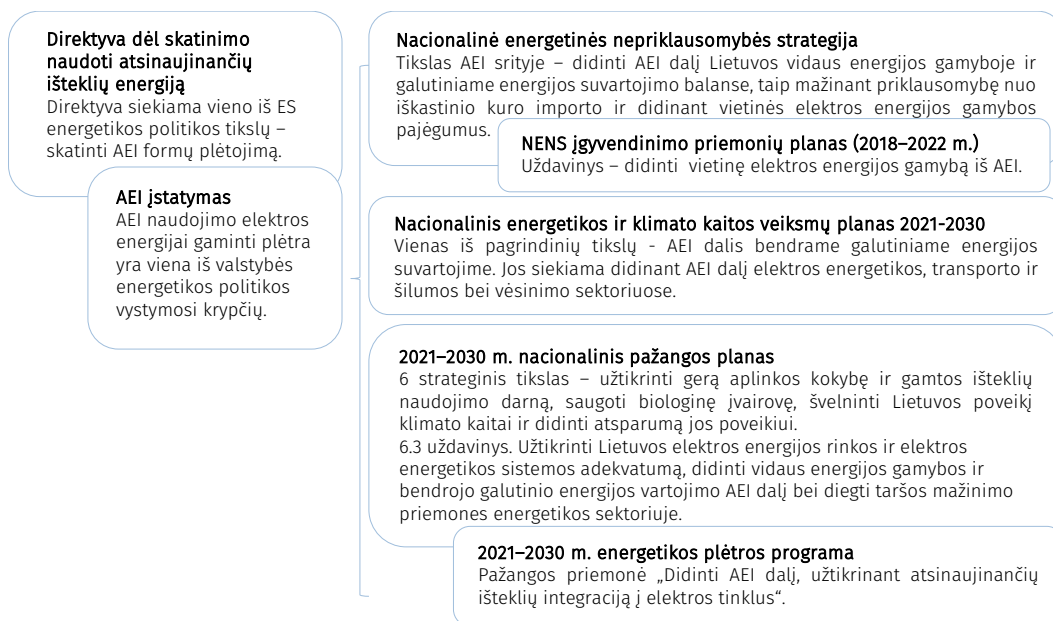 Direktyva dėl skatinimo
naudoti atsinaujinančių
išteklių energiją
Direktyva siekiama vieno iš ES
energetikos politikos tikslų –
skatinti AEI formų plėtojimą.
AEI įstatymas
AEI naudojimo elektros
energijai gaminti plėtra
yra viena iš valstybės
energetikos politikos
vystymosi krypčių.
Nacionalinė energetinės nepriklausomybės strategija
Tikslas AEI srityje – didinti AEI dalį Lietuvos vidaus energijos gamyboje ir
galutiniame energijos suvartojimo balanse, taip mažinant priklausomybę nuo
iškastinio kuro importo ir didinant vietinės elektros energijos gamybos
pajėgumus.
NENS įgyvendinimo priemonių planas (2018–2022 m.)
Uždavinys – didinti vietinę elektros energijos gamybą iš AEI.
Nacionalinis energetikos ir klimato kaitos veiksmų planas 2021-2030
Vienas iš pagrindinių tikslų - AEI dalis bendrame galutiniame energijos
suvartojime. Jos siekiama didinant AEI dalį elektros energetikos, transporto ir
šilumos bei vėsinimo sektoriuose.
2021–2030 m. nacionalinis pažangos planas
6 strateginis tikslas – užtikrinti gerą aplinkos kokybę ir gamtos išteklių
naudojimo darną, saugoti biologinę įvairovę, švelninti Lietuvos poveikį
klimato kaitai ir didinti atsparumą jos poveikiui.
6.3 uždavinys. Užtikrinti Lietuvos elektros energijos rinkos ir elektros
energetikos sistemos adekvatumą, didinti vidaus energijos gamybos ir
bendrojo galutinio energijos vartojimo AEI dalį bei diegti taršos mažinimo
priemones energetikos sektoriuje.
2021–2030 m. energetikos plėtros programa
Pažangos priemonė „Didinti AEI dalį, užtikrinant atsinaujinančių
išteklių integraciją į elektros tinklus“.